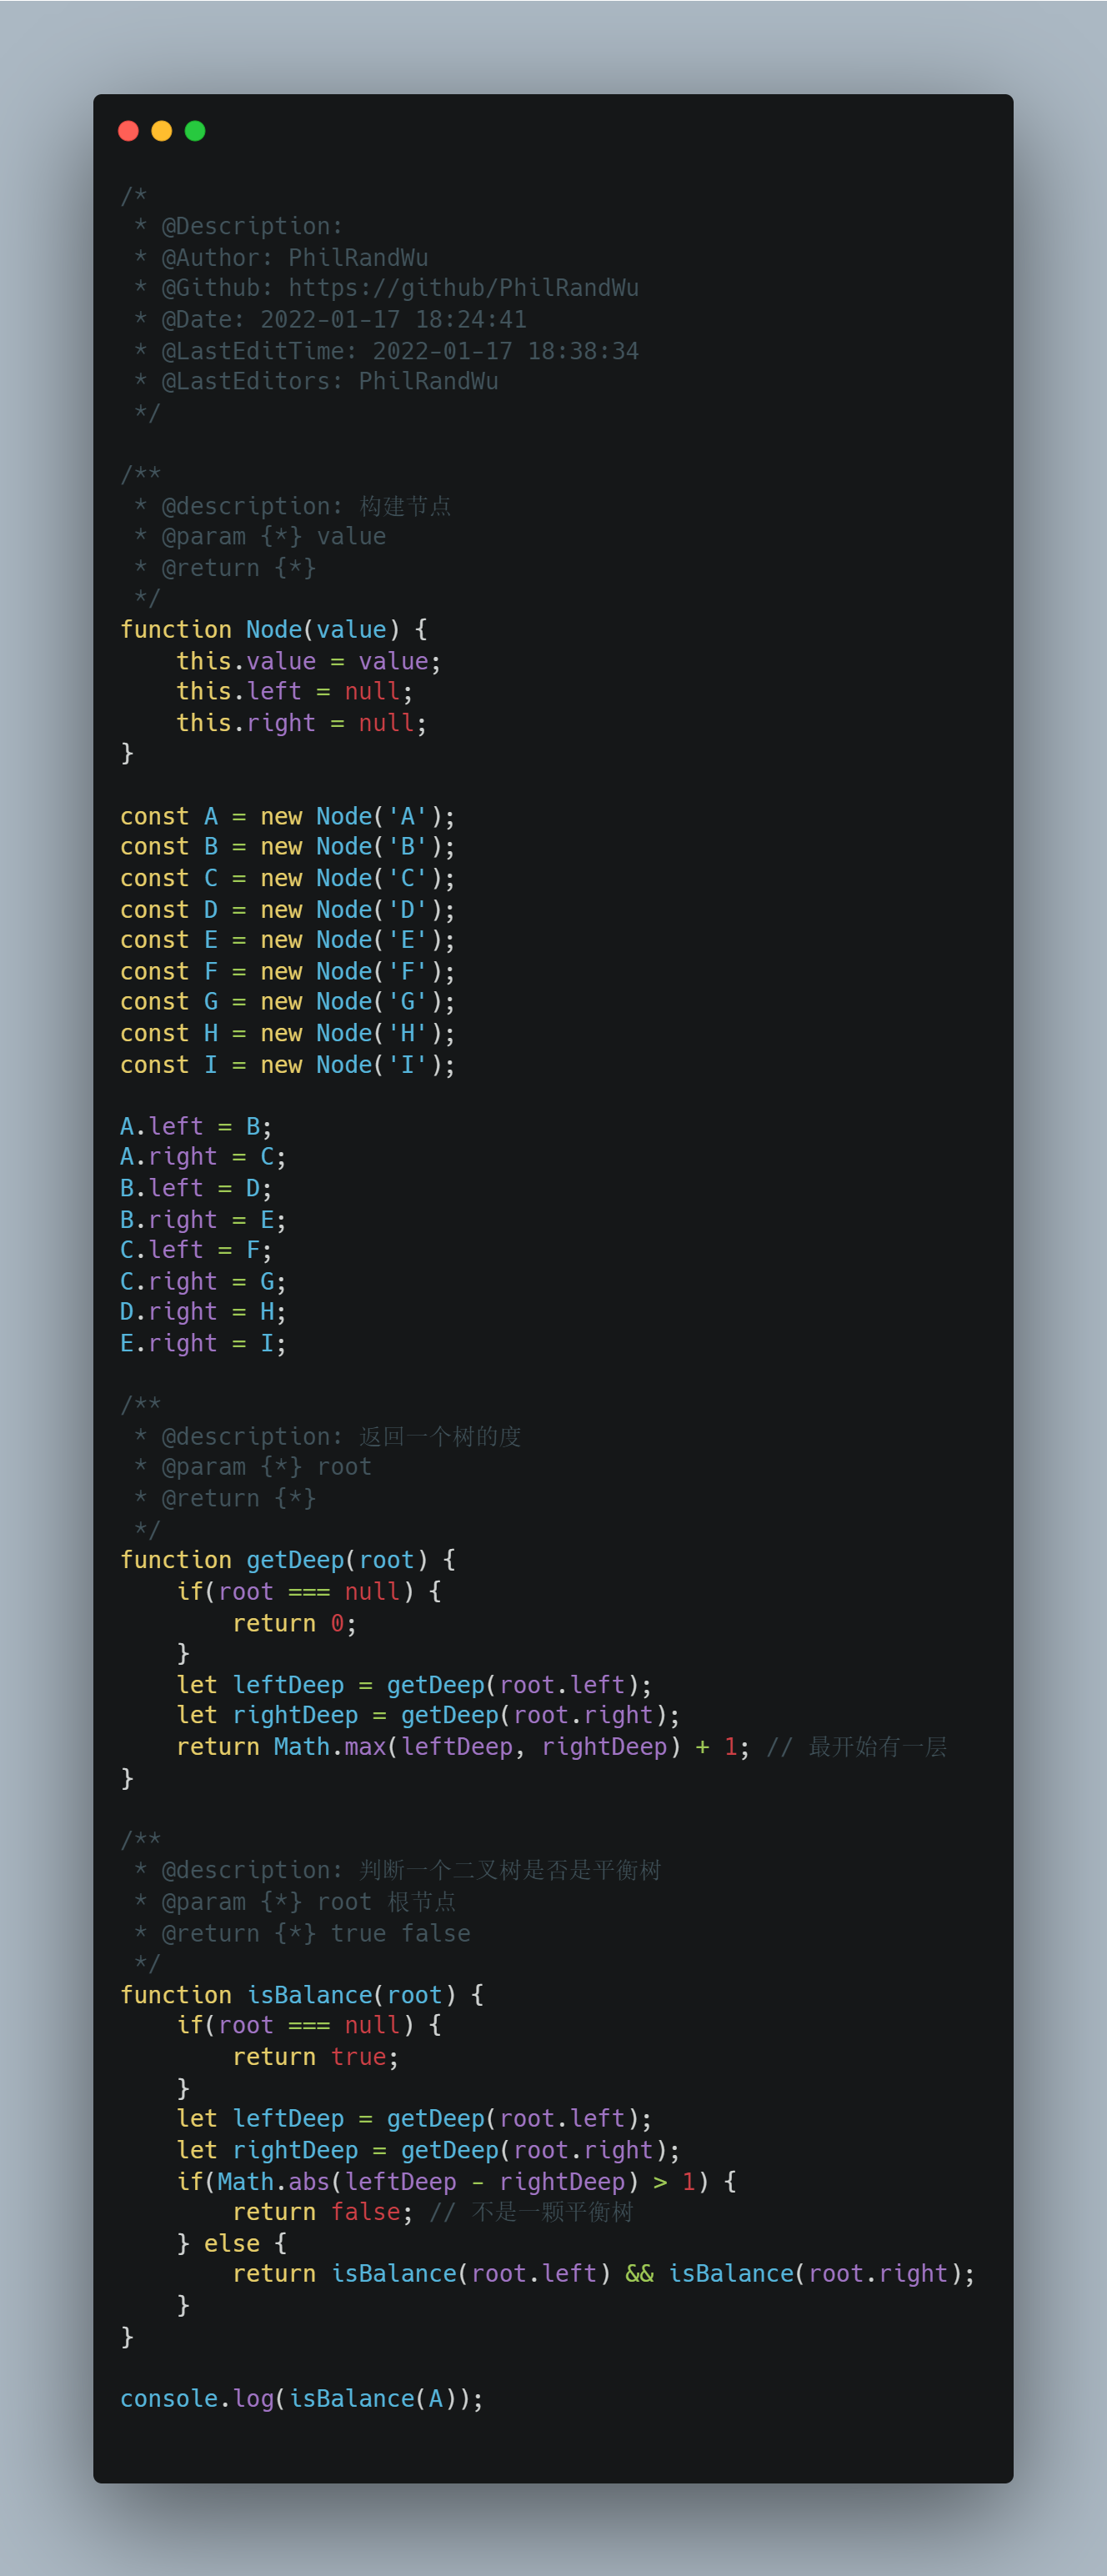 /*
 * @Description: 
 * @Author: PhilRandWu
 * @Github: https://github/PhilRandWu
 * @Date: 2022-01-17 18:24:41
 * @LastEditTime: 2022-01-17 18:38:34
 * @LastEditors: PhilRandWu
 */

/**
 * @description: 构建节点
 * @param {*} value
 * @return {*}
 */
function Node(value) {
    this.value = value;
    this.left = null;
    this.right = null;
}

const A = new Node('A');
const B = new Node('B');
const C = new Node('C');
const D = new Node('D');
const E = new Node('E');
const F = new Node('F');
const G = new Node('G');
const H = new Node('H');
const I = new Node('I');

A.left = B;
A.right = C;
B.left = D;
B.right = E;
C.left = F;
C.right = G;
D.right = H;
E.right = I;

/**
 * @description: 返回一个树的度
 * @param {*} root
 * @return {*}
 */
function getDeep(root) {
    if(root === null) {
        return 0;
    }
    let leftDeep = getDeep(root.left);
    let rightDeep = getDeep(root.right);
    return Math.max(leftDeep, rightDeep) + 1; // 最开始有一层
}

/**
 * @description: 判断一个二叉树是否是平衡树
 * @param {*} root 根节点
 * @return {*} true false
 */
function isBalance(root) {
    if(root === null) {
        return true;
    }
    let leftDeep = getDeep(root.left);
    let rightDeep = getDeep(root.right);
    if(Math.abs(leftDeep - rightDeep) > 1) {
        return false; // 不是一颗平衡树
    } else {
        return isBalance(root.left) && isBalance(root.right);
    }
}

console.log(isBalance(A));